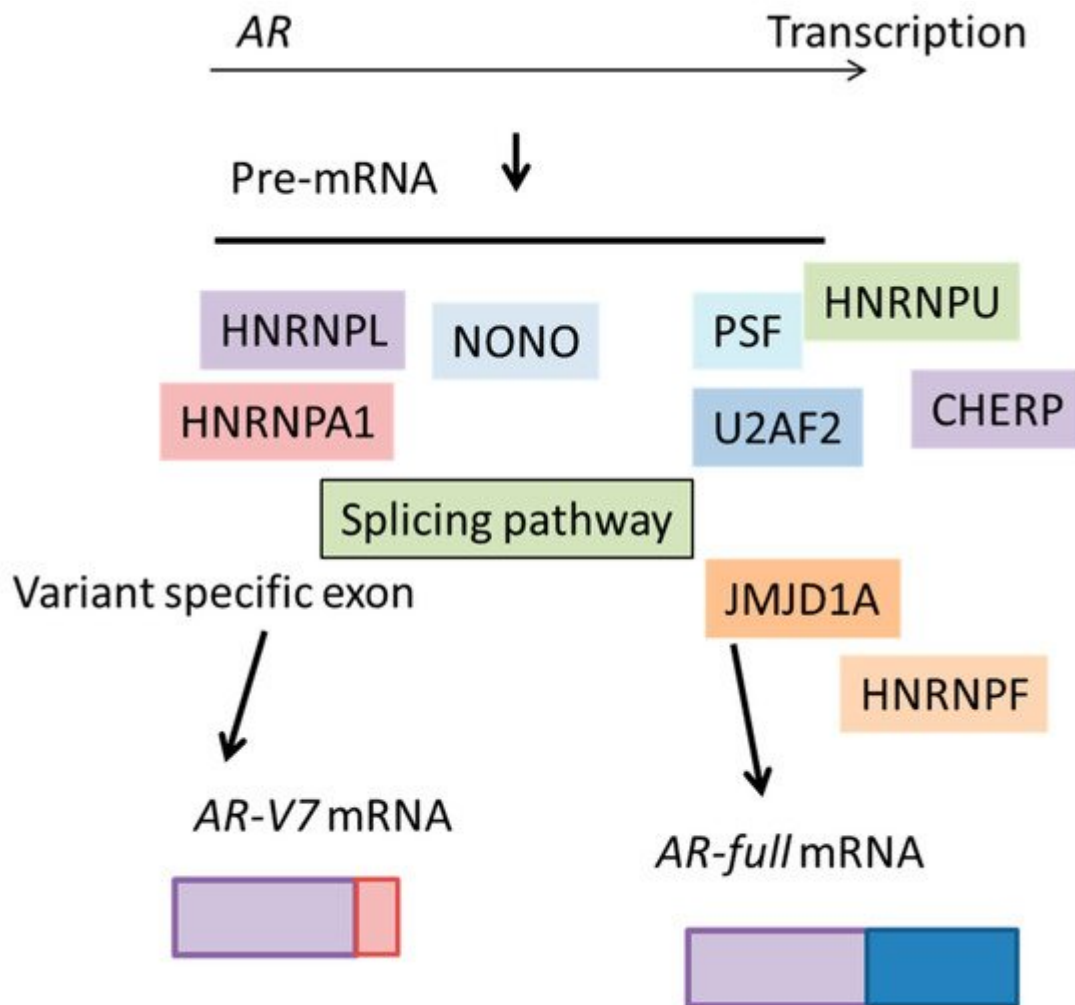 AR
Transcription
Pre-mRNA
HNRNPL
NONO
PSF
HNRNPU
HNRNPA1
U2AF2
CHERP
Splicing pathway
Variant specific exon
JMJD1A
HNRNPF
AR-V7 mRNA
AR-full mRNA